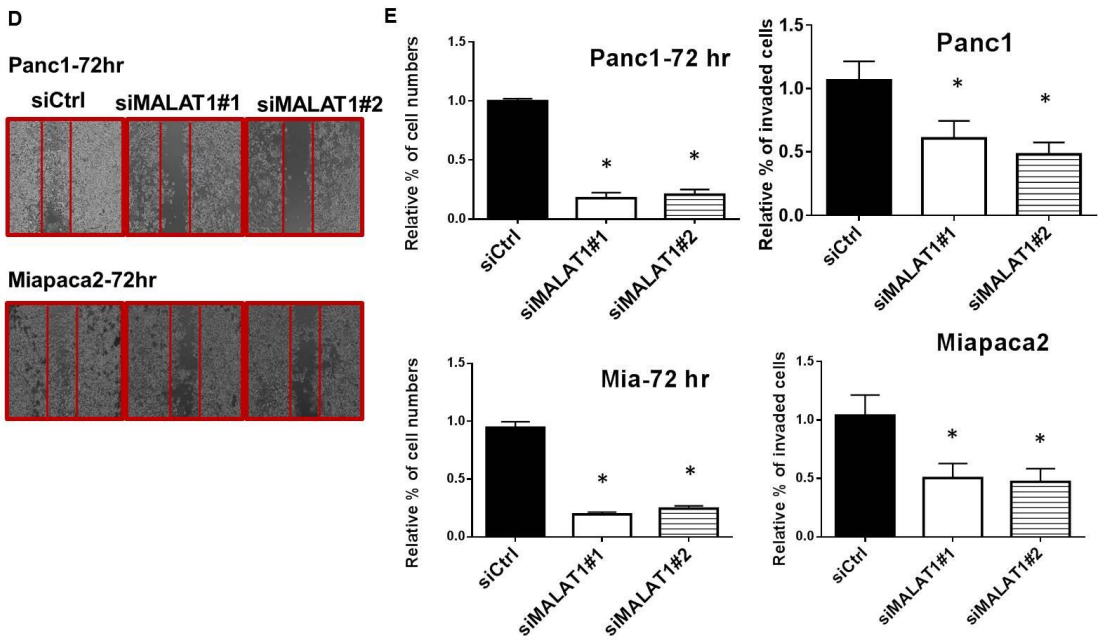 D
Panc1-72hr
siCtrl siMALAT1#1 siMALAT1#2
Miapaca2-72hr
E
Panc1-72 hr
Relative % of cell numbers
1.5
1.0
0.5
0.0
*
*
siCtrl
siMALAT1#1
siMALAT1#2
Panc1
Relative % of invaded cells
1.5
1.0
0.5
0.0
*
*
siCtrl
siMALAT1#1
siMALAT1#2
Mia-72 hr
Relative % of cell numbers
1.5
1.0
0.5
0.0
*
*
siCtrl
siMALAT1#1
siMALAT1#2
Miapaca2
Relative % of invaded cells
1.5
1.0
0.5
0.0
*
*
siCtrl
siMALAT1#1
siMALAT1#2